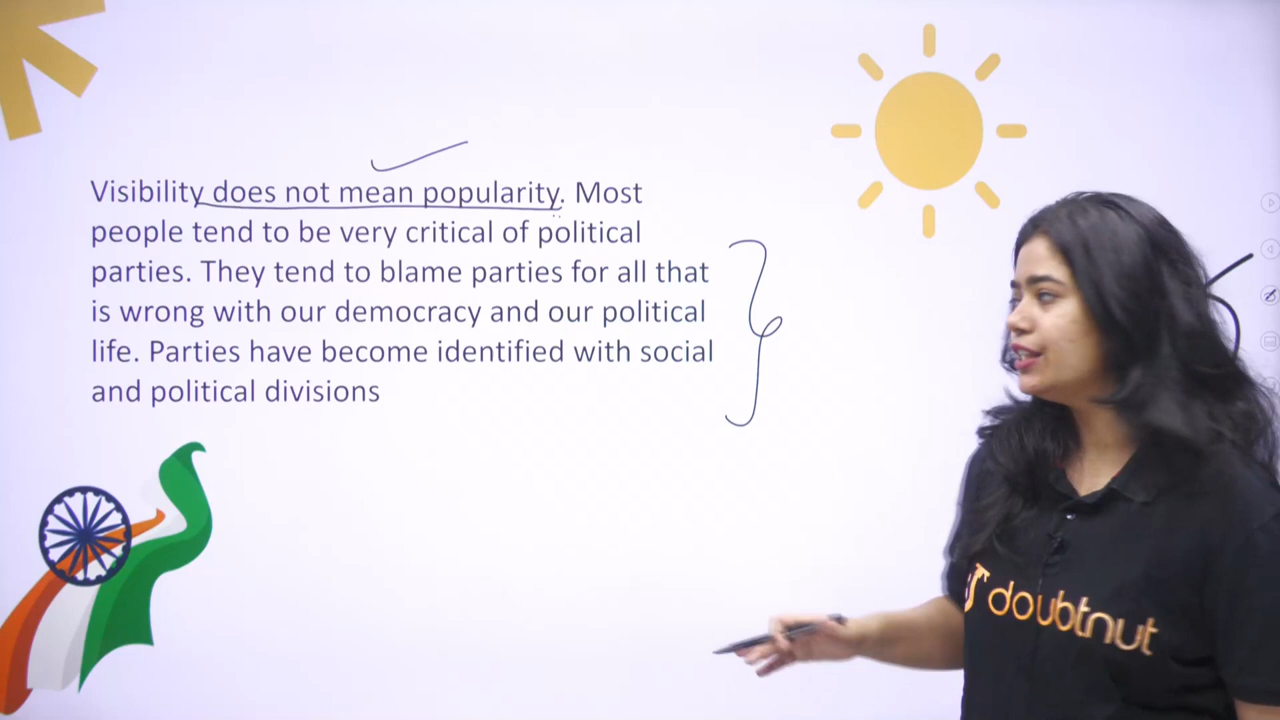 Visibility does not mean popularity. Most
people tend to be very critical of political
parties. They tend to blame parties for all that
is wrong with our democracy and our political
life. Parties have become identified with social
and political divisions
doubtnut